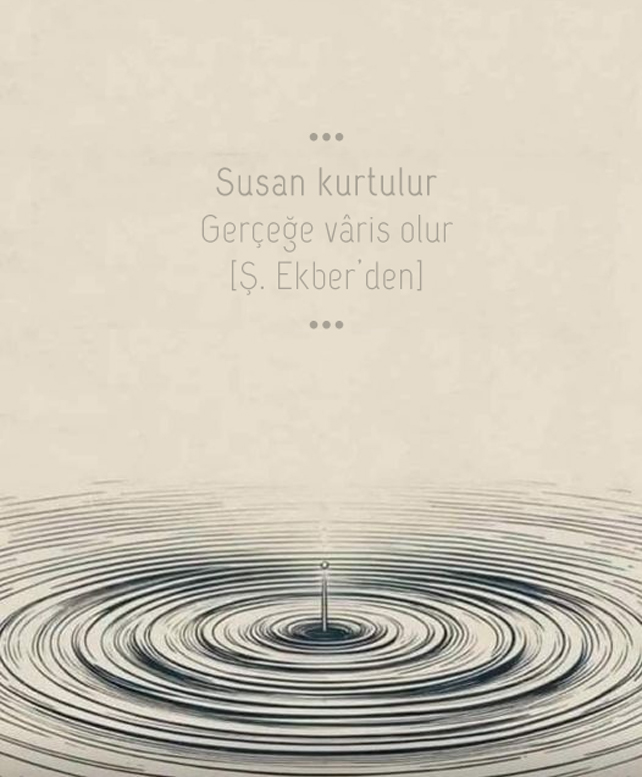 •••
Susan kurtulur
Gerçeğe vâris olur
[Ş. Ekber'den]
•••